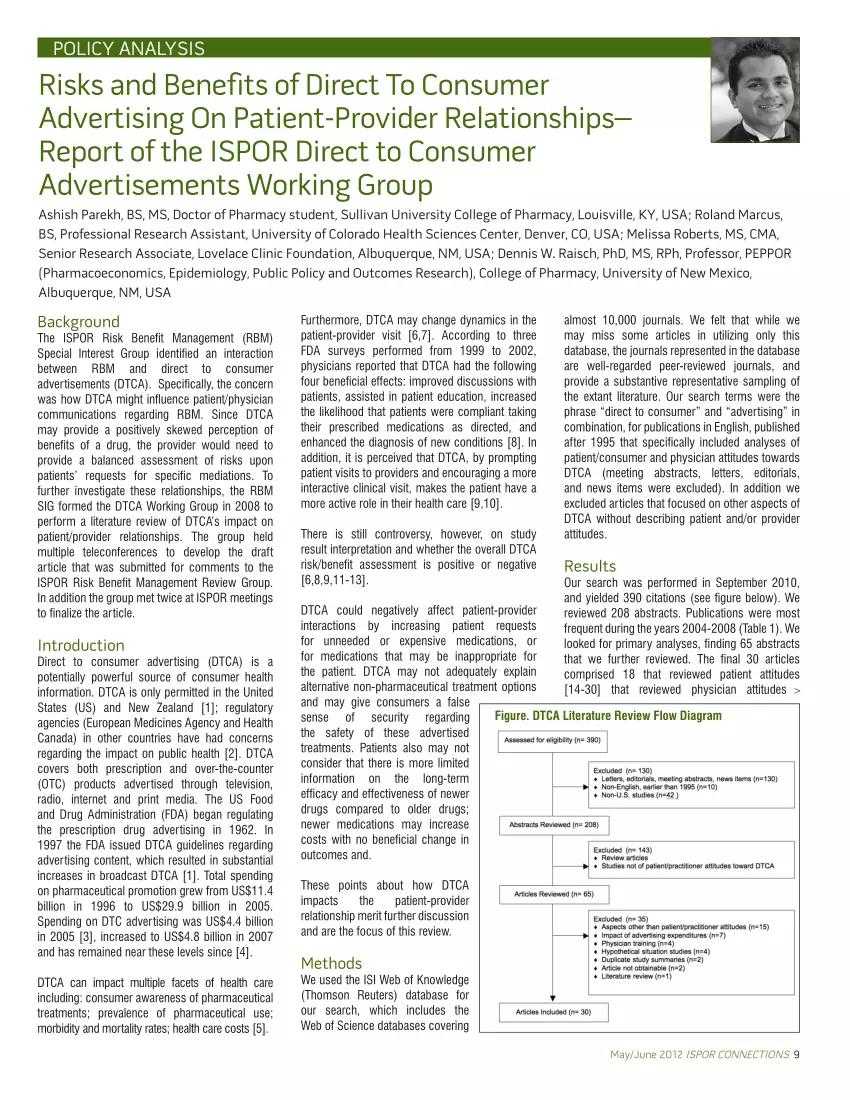 POLICY ANALYSIS
Risks and Benefits of Direct To Consumer
Advertising On Patient-Provider Relationships—
Report of the ISPOR Direct to Consumer
Advertisements Working Group
Ashish Parekh, BS, MS, Doctor of Pharmacy student, Sullivan University College of Pharmacy, Louisville, KY, USA; Roland Marcus,
BS, Professional Research Assistant, University of Colorado Health Sciences Center, Denver, CO, USA; Melissa Roberts, MS, CMA,
Senior Research Associate, Lovelace Clinic Foundation, Albuquerque, NM, USA; Dennis W. Raisch, PhD, MS, RPh, Professor, PEPPOR
(Pharmacoeconomics, Epidemiology, Public Policy and Outcomes Research), College of Pharmacy, University of New Mexico,
Albuquerque, NM, USA
Background
The ISPOR Risk Benefit Management (RBM)
Special Interest Group identified an interaction
between RBM and direct to consumer
advertisements (DTCA). Specifically, the concern
was how DTCA might influence patient/physician
communications regarding RBM. Since DTCA
may provide a positively skewed perception of
benefits of a drug, the provider would need to
provide a balanced assessment of risks upon
patients' requests for specific mediations. To
further investigate these relationships, the RBM
SIG formed the DTCA Working Group in 2008 to
perform a literature review of DTCA's impact on
patient/provider relationships. The group held
multiple teleconferences to develop the draft
article that was submitted for comments to the
ISPOR Risk Benefit Management Review Group.
In addition the group met twice at ISPOR meetings
to finalize the article.
Introduction
Direct to consumer advertising (DTCA) is a
potentially powerful source of consumer health
information. DTCA is only permitted in the United
States (US) and New Zealand [1]; regulatory
agencies (European Medicines Agency and Health
Canada) in other countries have had concerns
regarding the impact on public health [2]. DTCA
covers both prescription and over-the-counter
(OTC) products advertised through television,
radio, internet and print media. The US Food
and Drug Administration (FDA) began regulating
the prescription drug advertising in 1962. In
1997 the FDA issued DTCA guidelines regarding
advertising content, which resulted in substantial
increases in broadcast DTCA [1]. Total spending
on pharmaceutical promotion grew from US$11.4
billion in 1996 to US$29.9 billion in 2005.
Spending on DTC advertising was US$4.4 billion
in 2005 [3], increased to US$4.8 billion in 2007
and has remained near these levels since [4].
DTCA can impact multiple facets of health care
including: consumer awareness of pharmaceutical
treatments; prevalence of pharmaceutical use;
morbidity and mortality rates; health care costs [5].
Furthermore, DTCA may change dynamics in the
patient-provider visit [6,7]. According to three
FDA surveys performed from 1999 to 2002,
physicians reported that DTCA had the following
four beneficial effects: improved discussions with
patients, assisted in patient education, increased
the likelihood that patients were compliant taking
their prescribed medications as directed, and
enhanced the diagnosis of new conditions [8]. In
addition, it is perceived that DTCA, by prompting
patient visits to providers and encouraging a more
interactive clinical visit, makes the patient have a
more active role in their health care [9,10].
There is still controversy, however, on study
result interpretation and whether the overall DTCA
risk/benefit assessment is positive or negative
[6,8,9,11-13].
DTCA could negatively affect patient-provider
interactions by increasing patient requests
for unneeded or expensive medications, or
for medications that may be inappropriate for
the patient. DTCA may not adequately explain
alternative non-pharmaceutical treatment options
and may give consumers a false
sense of security regarding
the safety of these advertised
treatments. Patients also may not
consider that there is more limited
information on the long-term
efficacy and effectiveness of newer
drugs compared to older drugs;
newer medications may increase
costs with no beneficial change in
outcomes and.
These points about how DTCA
impacts the patient-provider
relationship merit further discussion
and are the focus of this review.
Methods
We used the ISI Web of Knowledge
(Thomson Reuters) database for
our search, which includes the
Web of Science databases covering
almost 10,000 journals. We felt that while we
may miss some articles in utilizing only this
database, the journals represented in the database
are well-regarded peer-reviewed journals, and
provide a substantive representative sampling of
the extant literature. Our search terms were the
phrase “direct to consumer” and “advertising” in
combination, for publications in English, published
after 1995 that specifically included analyses of
patient/consumer and physician attitudes towards
DTCA (meeting abstracts, letters, editorials,
and news items were excluded). In addition we
excluded articles that focused on other aspects of
DTCA without describing patient and/or provider
attitudes.
Results
Our search was performed in September 2010,
and yielded 390 citations (see figure below). We
reviewed 208 abstracts. Publications were most
frequent during the years 2004-2008 (Table 1). We
looked for primary analyses, finding 65 abstracts
that we further reviewed. The final 30 articles
comprised 18 that reviewed patient attitudes
[14-30] that reviewed physician attitudes >
Figure. DTCA Literature Review Flow Diagram
Assessed for eligibility (n= 390)
Excluded (n= 130)
♦ Letters, editorials, meeting abstracts, news items (n=130)
♦ Non-English, earlier than 1995 (n=10)
♦ Non-U.S. studies (n=42 )
Abstracts Reviewed (n= 208)
Excluded (n= 143)
♦ Review articles
♦ Studies not of patient/practitioner attitudes toward DTCA
Articles Reviewed (n= 65)
Excluded (n= 35)
♦ Aspects other than patient/practitioner attitudes (n=15)
♦ Impact of advertising expenditures (n=7)
♦ Physician training (n=4)
♦ Hypothetical situation studies (n=4)
♦ Duplicate study summaries (n=2)
♦ Article not obtainable (n=2)
♦ Literature review (n=1)
Articles Included (n= 30)
May/June 2012 ISPOR CONNECTIONS 9